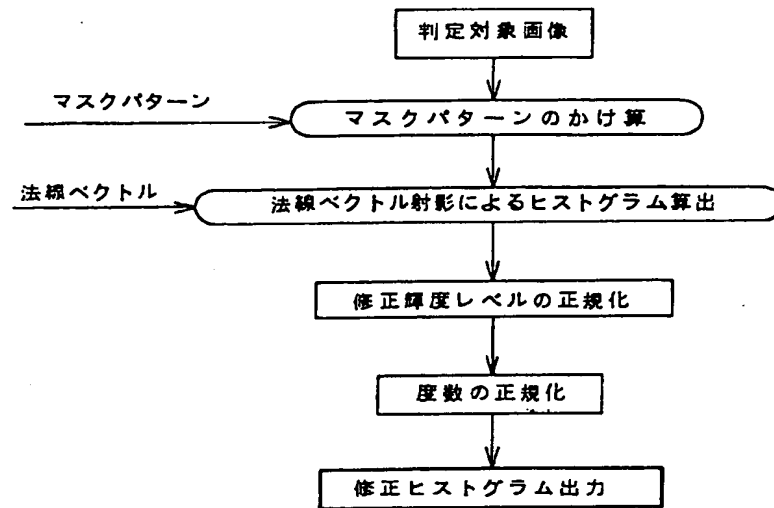 判定対象画像
マスクパターン
マスクパターンのかけ算
法線ベクトル
法線ベクトル射影によるヒストグラム算出
修正輝度レベルの正規化
度数の正規化
修正ヒストグラム出力